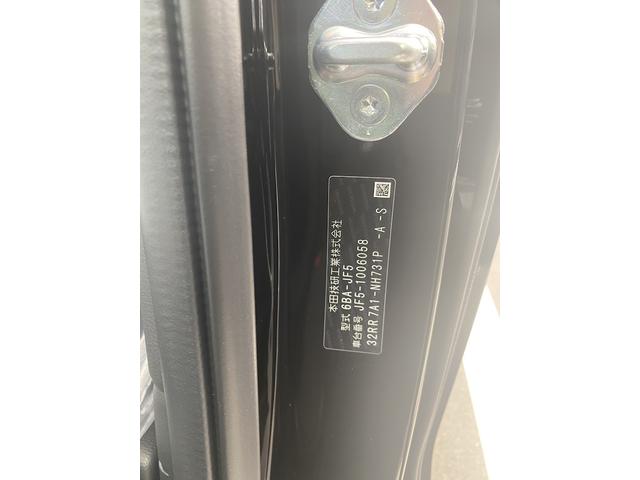 本田技研工業株式会社
型式 6BA-JF5
車台番号 JF5-1006058
32RR7A1-NH731P -A -S